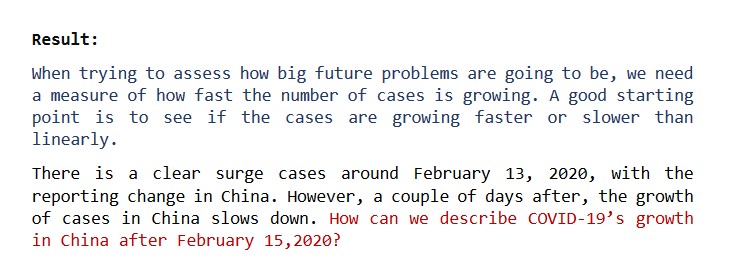 Result:
When trying to assess how big future problems are going to be, we need
a measure of how fast the number of cases is growing. A good starting
point is to see if the cases are growing faster or slower than
linearly.
There is a clear surge cases around February 13, 2020, with the
reporting change in China. However, a couple of days after, the growth
of cases in China slows down. How can we describe COVID-19’s growth
in China after February 15,2020?